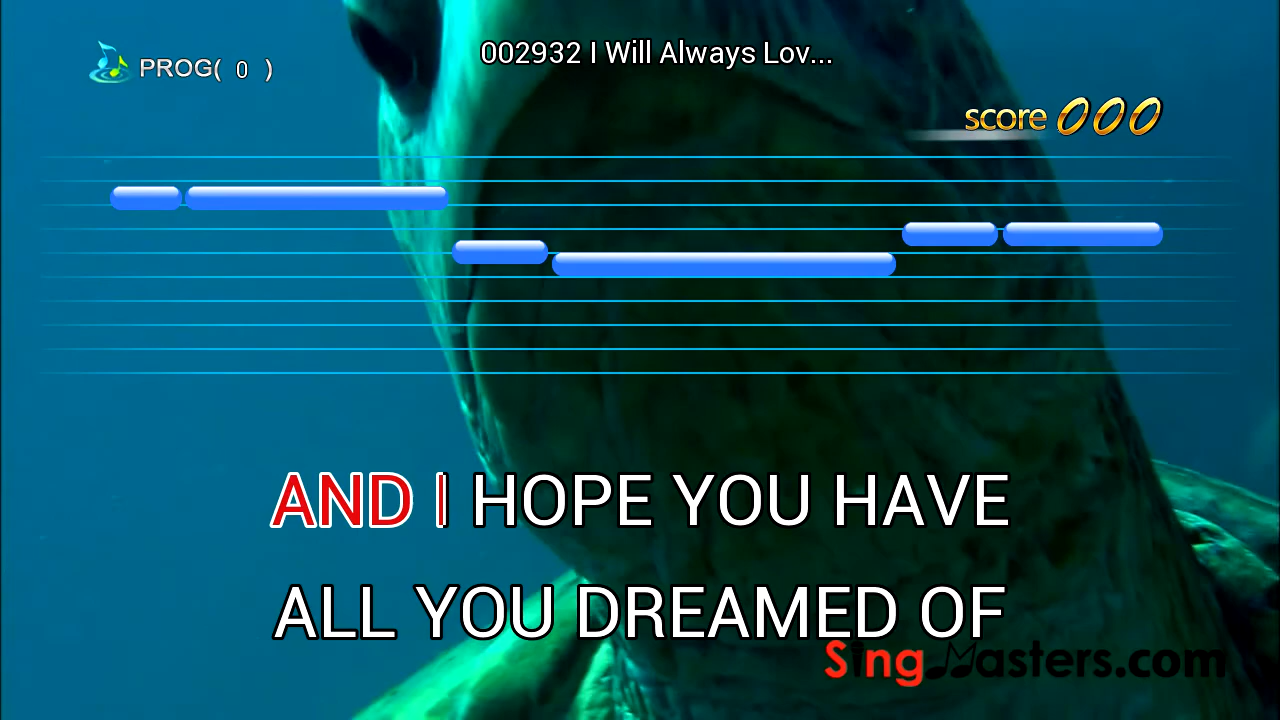 PROG( 0 )
002932 I Will Always Lov...
score 000
AND I HOPE YOU HAVE
ALL YOU DREAMED OF
SingMasters.com